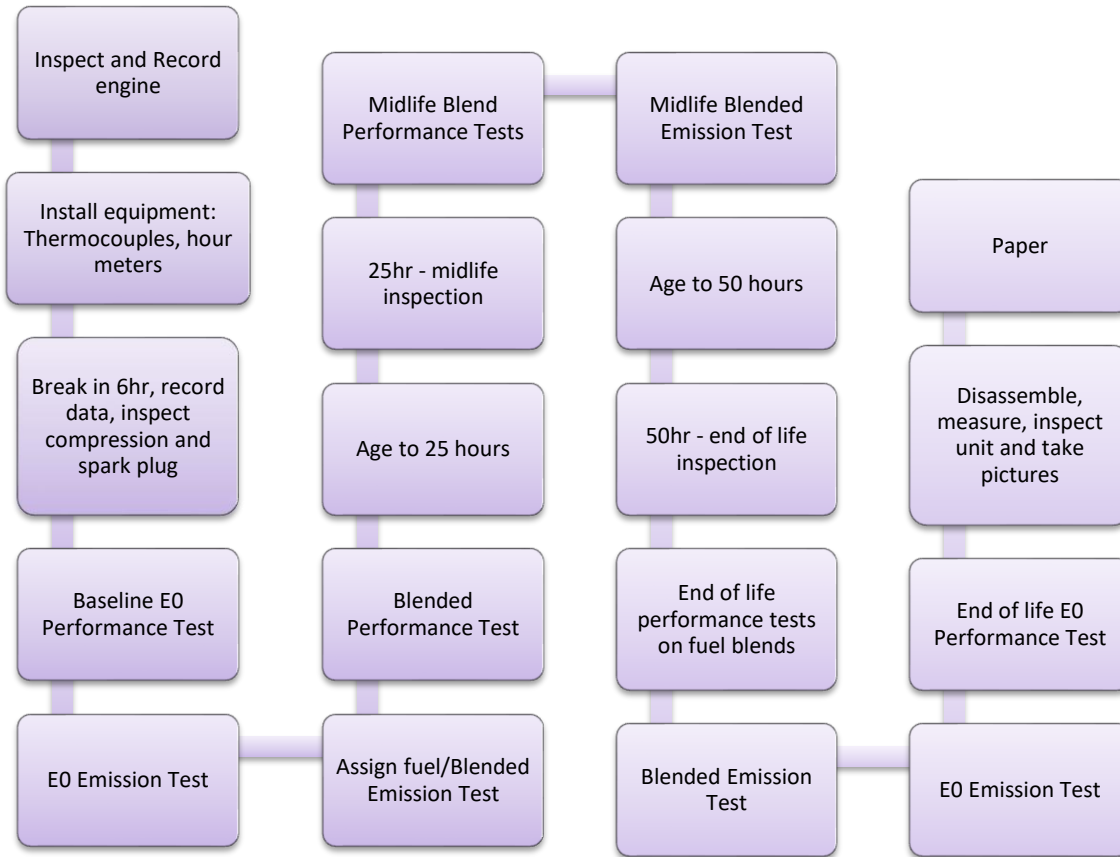 Inspect and Record
engine
Install equipment:
Thermocouples, hour
meters
Break in 6hr, record
data, inspect
compression and
spark plug
Baseline E0
Performance Test
E0 Emission Test
Assign fuel/Blended
Emission Test
Blended
Performance Test
Age to 25 hours
25hr - midlife
inspection
Midlife Blend
Performance Tests
Midlife Blended
Emission Test
Age to 50 hours
50hr - end of life
inspection
End of life
performance tests
on fuel blends
Blended Emission
Test
E0 Emission Test
End of life E0
Performance Test
Disassemble,
measure, inspect
unit and take
pictures
Paper